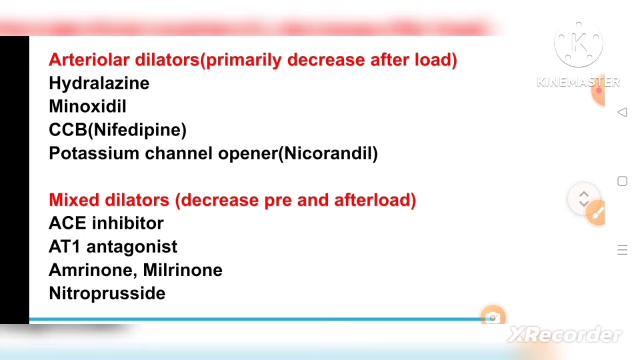 KINEMASTER
Arteriolar dilators(primarily decrease after load)
Hydralazine
Minoxidil
CCB(Nifedipine)
Potassium channel opener(Nicorandil)
Mixed dilators (decrease pre and afterload)
ACE inhibitor
AT1 antagonist
Amrinone, Milrinone
Nitroprusside
XRecorder